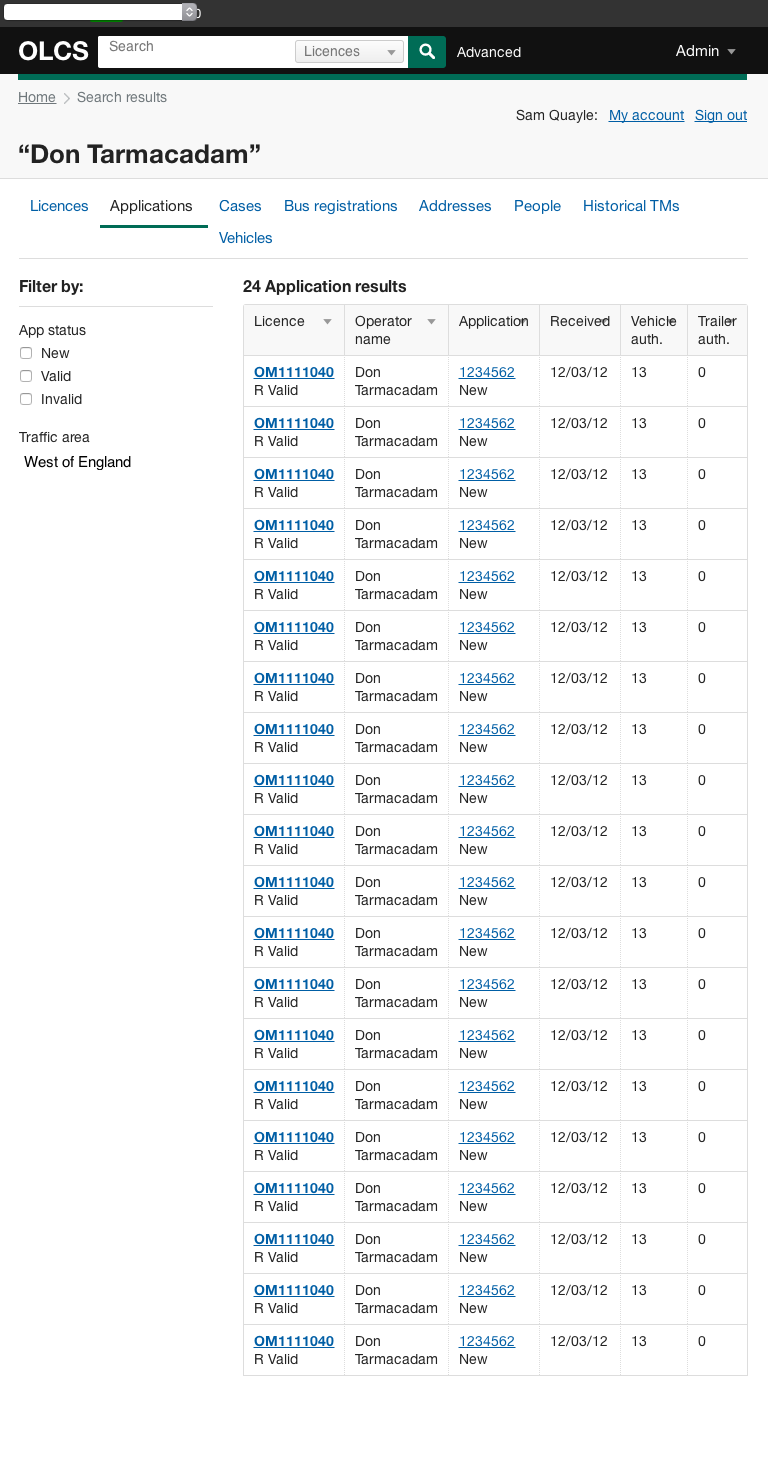 OLCS Search Licences Advanced Admin
Home Search results
Sam Quayle: My account Sign out
“Don Tarmacadam”
Licences Applications Cases Bus registrations Addresses People Historical TMs
Vehicles
Filter by:
App status
New
Valid
Invalid
Traffic area
West of England
24 Application results
Licence Operator Application Received Vehicle Trailer
name auth. auth.
OM1111040 Don 1234562 12/03/12 13 0
R Valid Tarmacadam New
OM1111040 Don 1234562 12/03/12 13 0
R Valid Tarmacadam New
OM1111040 Don 1234562 12/03/12 13 0
R Valid Tarmacadam New
OM1111040 Don 1234562 12/03/12 13 0
R Valid Tarmacadam New
OM1111040 Don 1234562 12/03/12 13 0
R Valid Tarmacadam New
OM1111040 Don 1234562 12/03/12 13 0
R Valid Tarmacadam New
OM1111040 Don 1234562 12/03/12 13 0
R Valid Tarmacadam New
OM1111040 Don 1234562 12/03/12 13 0
R Valid Tarmacadam New
OM1111040 Don 1234562 12/03/12 13 0
R Valid Tarmacadam New
OM1111040 Don 1234562 12/03/12 13 0
R Valid Tarmacadam New
OM1111040 Don 1234562 12/03/12 13 0
R Valid Tarmacadam New
OM1111040 Don 1234562 12/03/12 13 0
R Valid Tarmacadam New
OM1111040 Don 1234562 12/03/12 13 0
R Valid Tarmacadam New
OM1111040 Don 1234562 12/03/12 13 0
R Valid Tarmacadam New
OM1111040 Don 1234562 12/03/12 13 0
R Valid Tarmacadam New
OM1111040 Don 1234562 12/03/12 13 0
R Valid Tarmacadam New
OM1111040 Don 1234562 12/03/12 13 0
R Valid Tarmacadam New
OM1111040 Don 1234562 12/03/12 13 0
R Valid Tarmacadam New
OM1111040 Don 1234562 12/03/12 13 0
R Valid Tarmacadam New
OM1111040 Don 1234562 12/03/12 13 0
R Valid Tarmacadam New